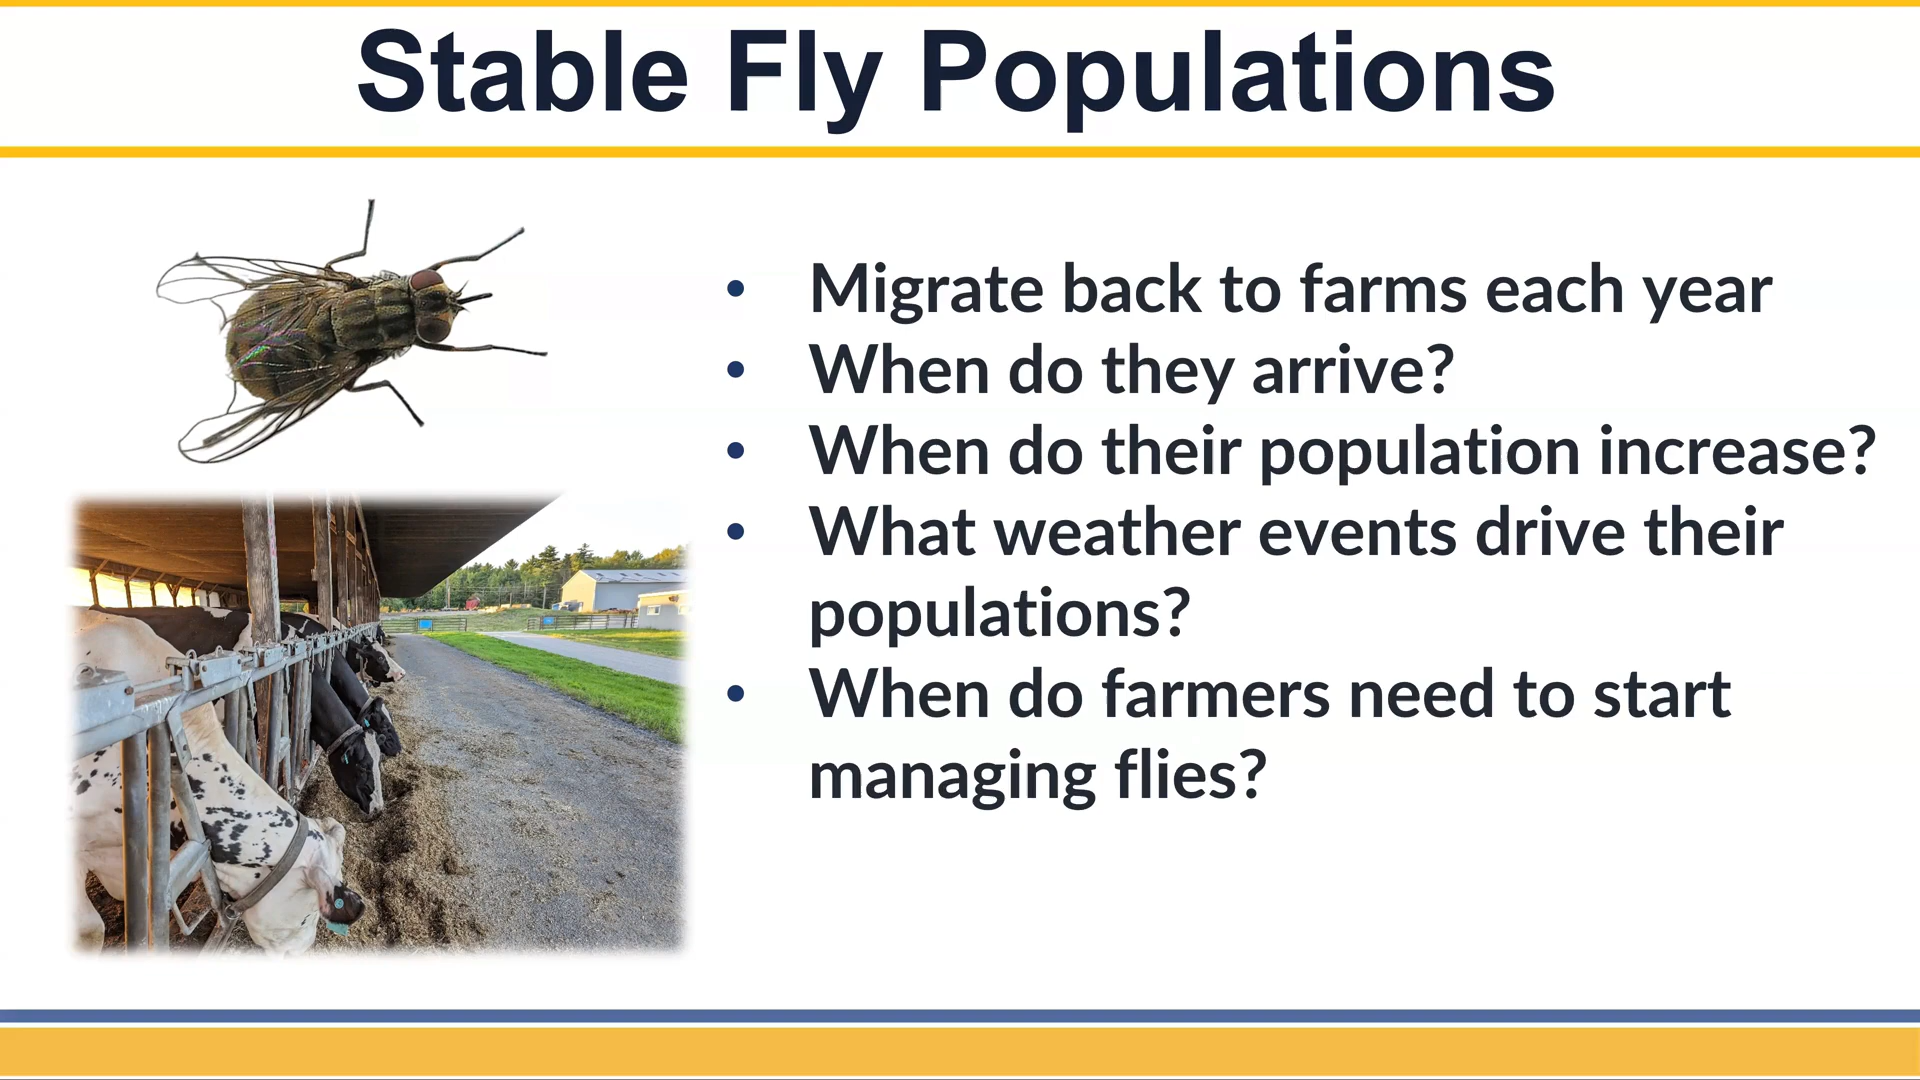 Stable Fly Populations
• Migrate back to farms each year
• When do they arrive?
• When do their population increase?
• What weather events drive their
populations?
• When do farmers need to start
managing flies?